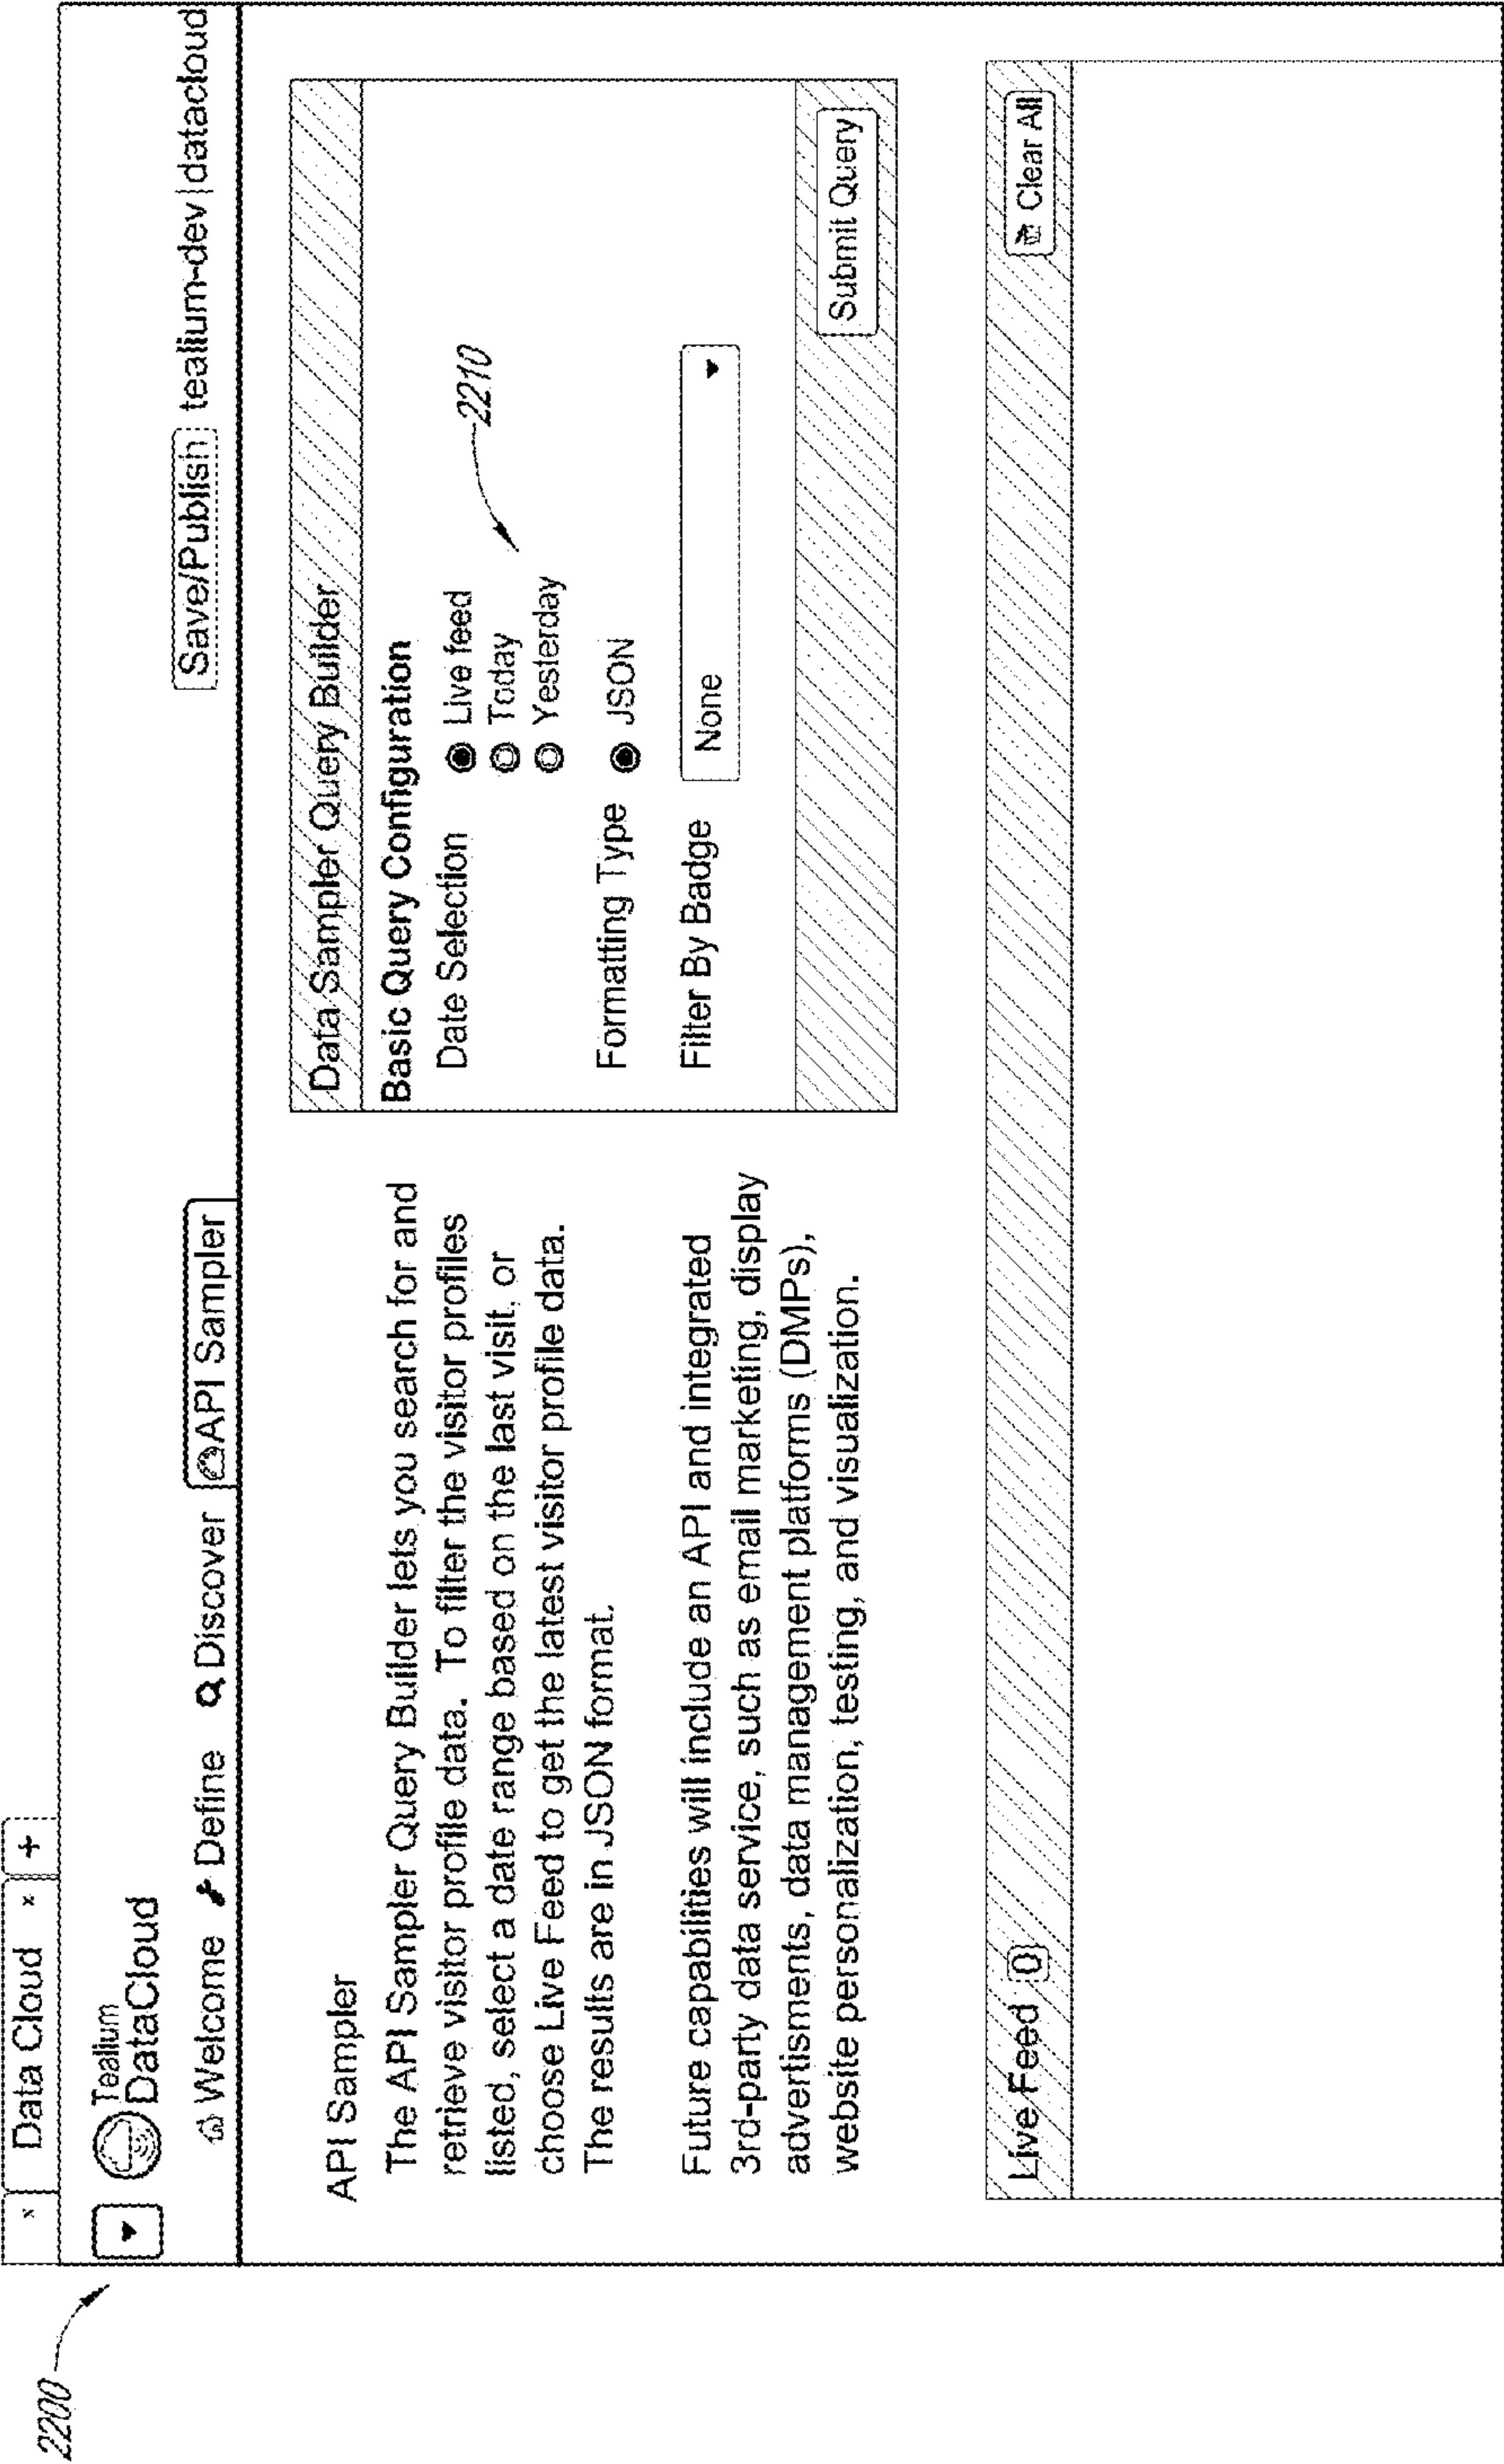 2200
Data Cloud x +
Tealium
DataCloud
Save/Publish tealium-dev|datacloud
Welcome Define Discover API Sampler
API Sampler
The API Sampler Query Builder lets you search for and
retrieve visitor profile data. To filter the visitor profiles
listed, select a date range based on the last visit, or
choose Live Feed to get the latest visitor profile data.
The results are in JSON format.
Future capabilities will include an API and integrated
3rd-party data service, such as email marketing, display
advertisments, data management platforms (DMPs),
website personalization, testing, and visualization.
Data Sampler Query Builder
Basic Query Configuration
Date Selection Live feed
Today
Yesterday
2210
Formatting Type JSON
Filter By Badge None
Submit Query
Live Feed 0 Clear All